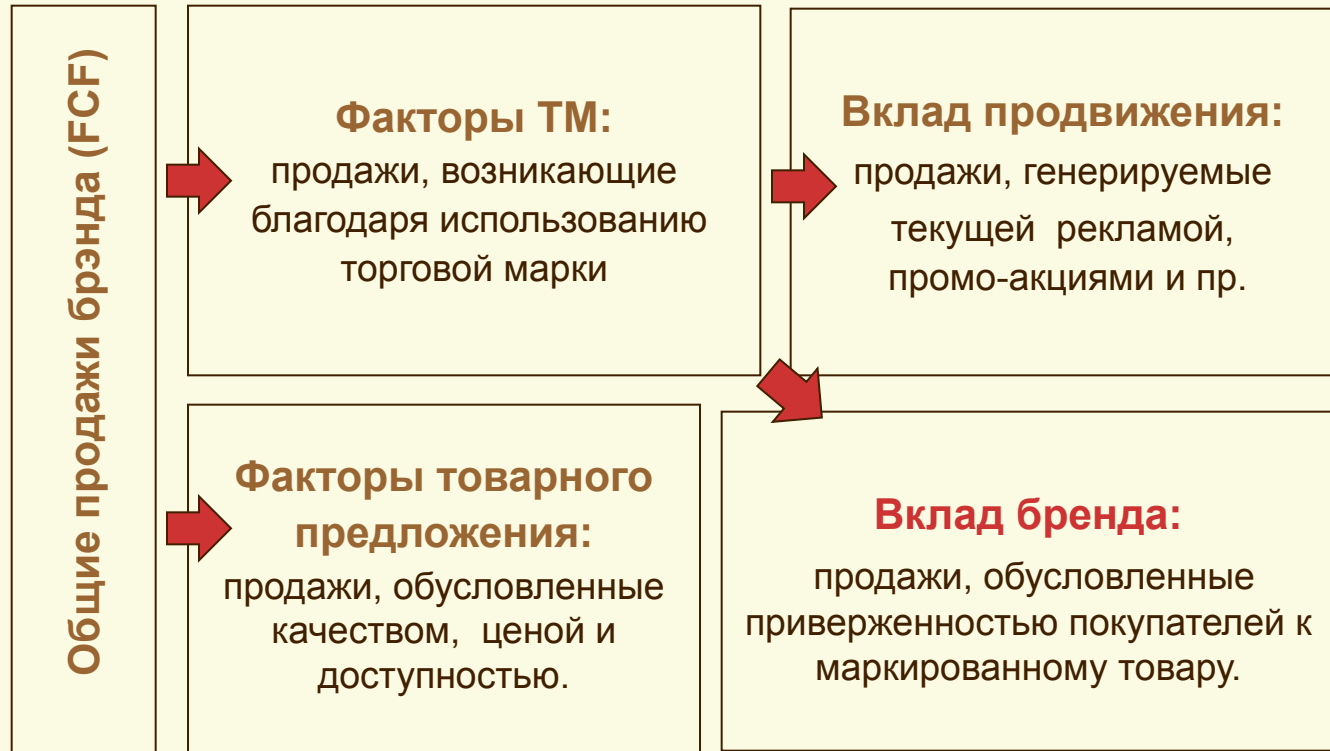 Общие продажи брэнда (FCF)
Факторы ТМ:
продажи, возникающие
благодаря использованию
торговой марки
Вклад продвижения:
продажи, генерируемые
текущей рекламой,
промо-акциями и пр.
Факторы товарного
предложения:
продажи, обусловленные
качеством, ценой и
доступностью.
Вклад бренда:
продажи, обусловленные
приверженностью покупателей к
маркированному товару.